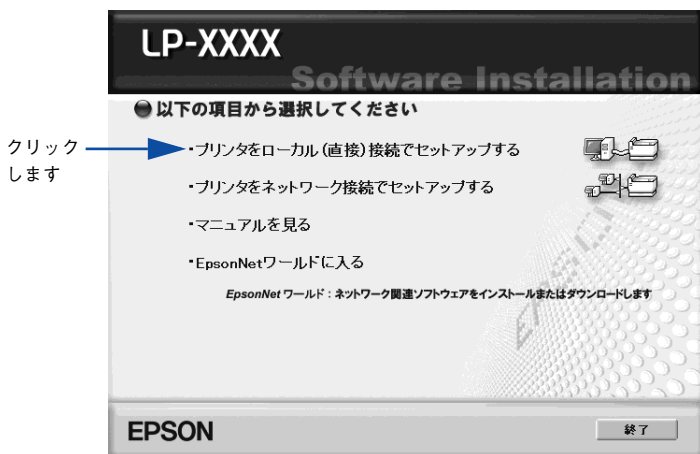 LP-XXXX
Software Installation
以下の項目から選択してください
クリック
します
・プリンタをローカル(直接)接続でセットアップする
・プリンタをネットワーク接続でセットアップする
・マニュアルを見る
・EpsonNetワールドに入る
EpsonNet ワールド:ネットワーク関連ソフトウェアをインストールまたはダウンロードします
EPSON
EPSON
終了